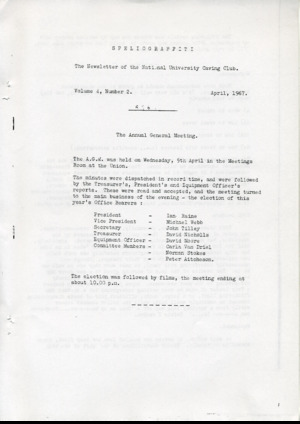 SPELEOGRAFFITI
The Newsletter of the National University Caving Club.
Volume 4, Number 2. April, 1967.
The Annual General Meeting.
The A.G.M. was held on Wednesday, 5th April in the Meetings
Room at the Union.
The minutes were dispatched in record time, and were followed
by the Treasurer's, President's and Equipment Officer's
reports. These were read and accepted, and the meeting turned
to the main business of the evening - the election of this
year's Office Bearers :
President - Ian Raine
Vice President - Michael Webb
Secretary - John Tilley
Treasurer - David Nicholls
Equipment Officer - David Moore
Committee Members - Carla Van Driel
- Norman Stokes
- Peter Aitchison.
The election was followed by films, the meeting ending at
about 10.00 p.m.
----------